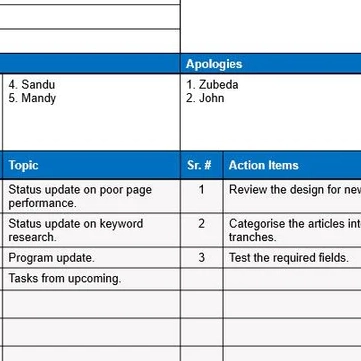 Apologies
4. Sandu
5. Mandy
1. Zubeda
2. John
Topic
Sr. #
Action Items
Status update on poor page
performance.
1
Review the design for new
Status update on keyword
research.
2
Categorise the articles int
tranches.
Program update.
3
Test the required fields.
Tasks from upcoming.